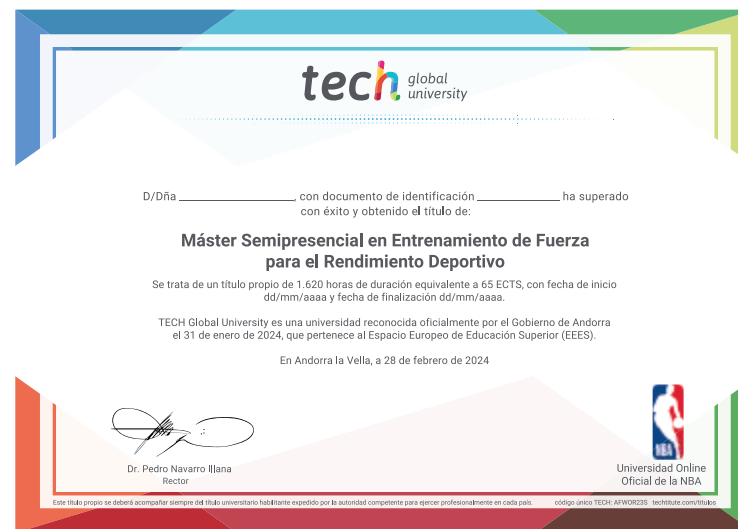 tech global university
D/Dña ______________, con documento de identificación ______________ ha superado
con éxito y obtenido el título de:
Máster Semipresencial en Entrenamiento de Fuerza
para el Rendimiento Deportivo
Se trata de un título propio de 1.620 horas de duración equivalente a 65 ECTS, con fecha de inicio
dd/mm/aaaa y fecha de finalización dd/mm/aaaa.
TECH Global University es una universidad reconocida oficialmente por el Gobierno de Andorra
el 31 de enero de 2024, que pertenece al Espacio Europeo de Educación Superior (EEES).
En Andorra la Vella, a 28 de febrero de 2024
Dr. Pedro Navarro Illana
Rector
NBA
Universidad Online
Oficial de la NBA
Este título propio se deberá acompañar siempre del título universitario habilitante expedido por la autoridad competente para ejercer profesionalmente en cada país. código único TECH: AFWOR23S techtitute.com/titulos